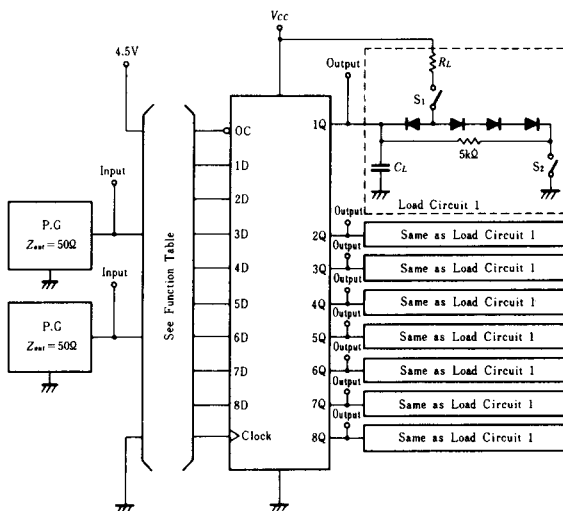 Vcc
4.5V
Output
RL
S1
OC
1Q
1D
5kΩ
S2
CL
Input
2D
Load Circuit 1
P.G
Zout=50Ω
3D
2Q
Output
Same as Load Circuit 1
See Function Table
4D
3Q
Output
Same as Load Circuit 1
Input
5D
4Q
Output
Same as Load Circuit 1
P.G
Zout=50Ω
6D
5Q
Output
Same as Load Circuit 1
7D
6Q
Output
Same as Load Circuit 1
8D
7Q
Output
Same as Load Circuit 1
Clock
8Q
Output
Same as Load Circuit 1